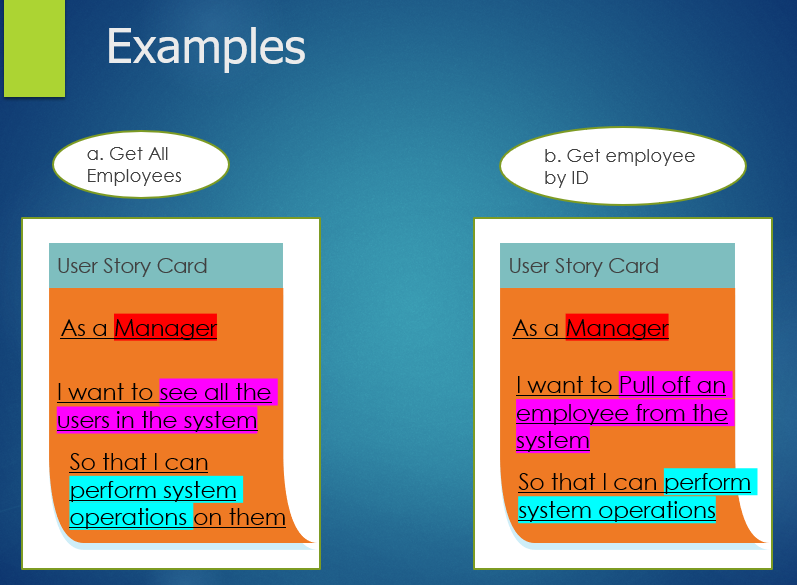 Examples
a. Get All
Employees
User Story Card
As a Manager
I want to see all the
users in the system
So that I can
perform system
operations on them
b. Get employee
by ID
User Story Card
As a Manager
I want to Pull off an
employee from the
system
So that I can perform
system operations